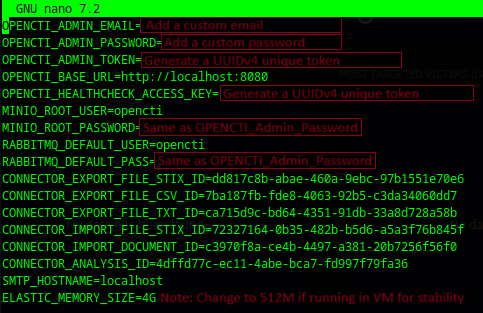 GNU nano 7.2
OPENCTI_ADMIN_EMAIL= Add a custom email
OPENCTI_ADMIN_PASSWORD= Add a custom password
OPENCTI_ADMIN_TOKEN= Generate a UUIDv4 unique token
OPENCTI_BASE_URL=http://localhost:8080
OPENCTI_HEALTHCHECK_ACCESS_KEY= Generate a UUIDv4 unique token
MINIO_ROOT_USER=opencti
MINIO_ROOT_PASSWORD= Same as OPENCTI_Admin_Password
RABBITMQ_DEFAULT_USER=opencti
RABBITMQ_DEFAULT_PASS= Same as OPENCTI_Admin_Password
CONNECTOR_EXPORT_FILE_STIX_ID=dd817c8b-abae-460a-9ebc-97b1551e70e6
CONNECTOR_EXPORT_FILE_CSV_ID=7ba187fb-fde8-4063-92b5-c3da34060dd7
CONNECTOR_EXPORT_FILE_TXT_ID=ca715d9c-bd64-4351-91db-33a8d728a58b
CONNECTOR_IMPORT_FILE_STIX_ID=72327164-0b35-482b-b5d6-a5a3f76b845f
CONNECTOR_IMPORT_DOCUMENT_ID=c3970f8a-ce4b-4497-a381-20b7256f56f0
CONNECTOR_ANALYSIS_ID=4dffd77c-ec11-4abe-bca7-fd997f79fa36
SMTP_HOSTNAME=localhost
ELASTIC_MEMORY_SIZE=4G Note: Change to 512M if running in VM for stability